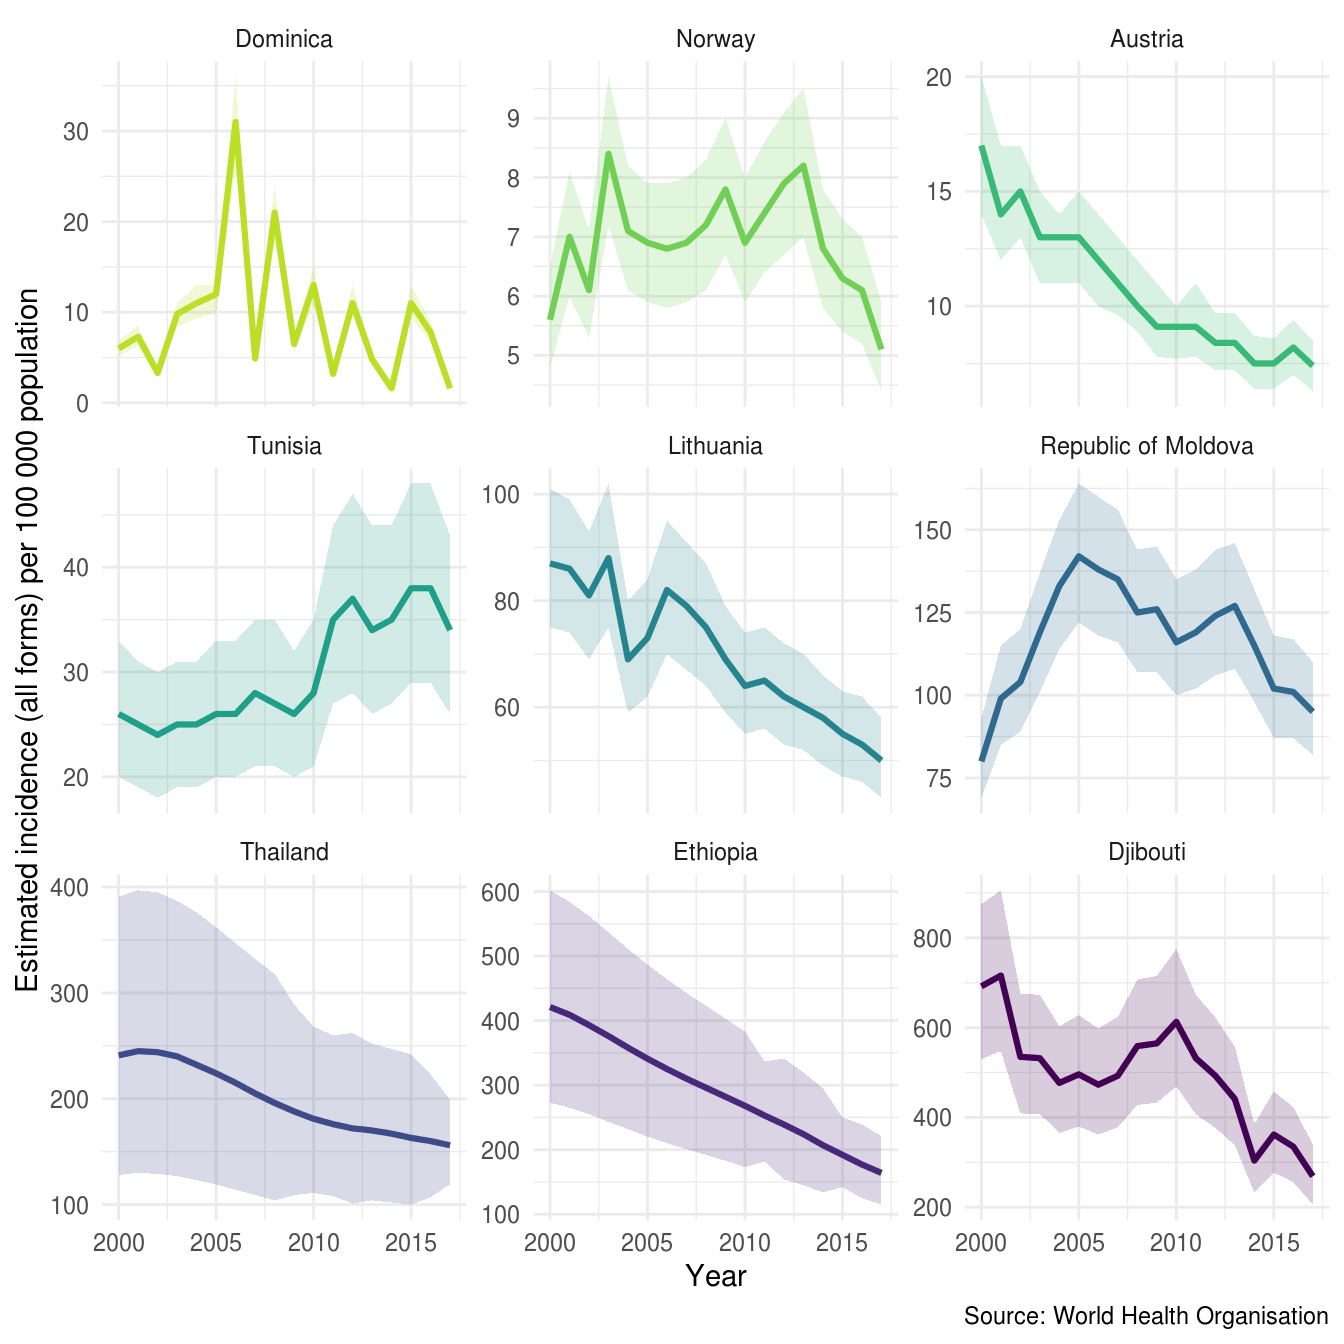 Dominica
Norway
Austria
30
20
10
0
9
8
7
6
5
20
15
10
Estimated incidence (all forms) per 100 000 population
Tunisia
Lithuania
Republic of Moldova
40
30
20
100
80
60
150
125
100
75
Thailand
Ethiopia
Djibouti
400
300
200
100
600
500
400
300
200
100
800
600
400
200
2000 2005 2010 2015
2000 2005 2010 2015
2000 2005 2010 2015
Year
Source: World Health Organisation